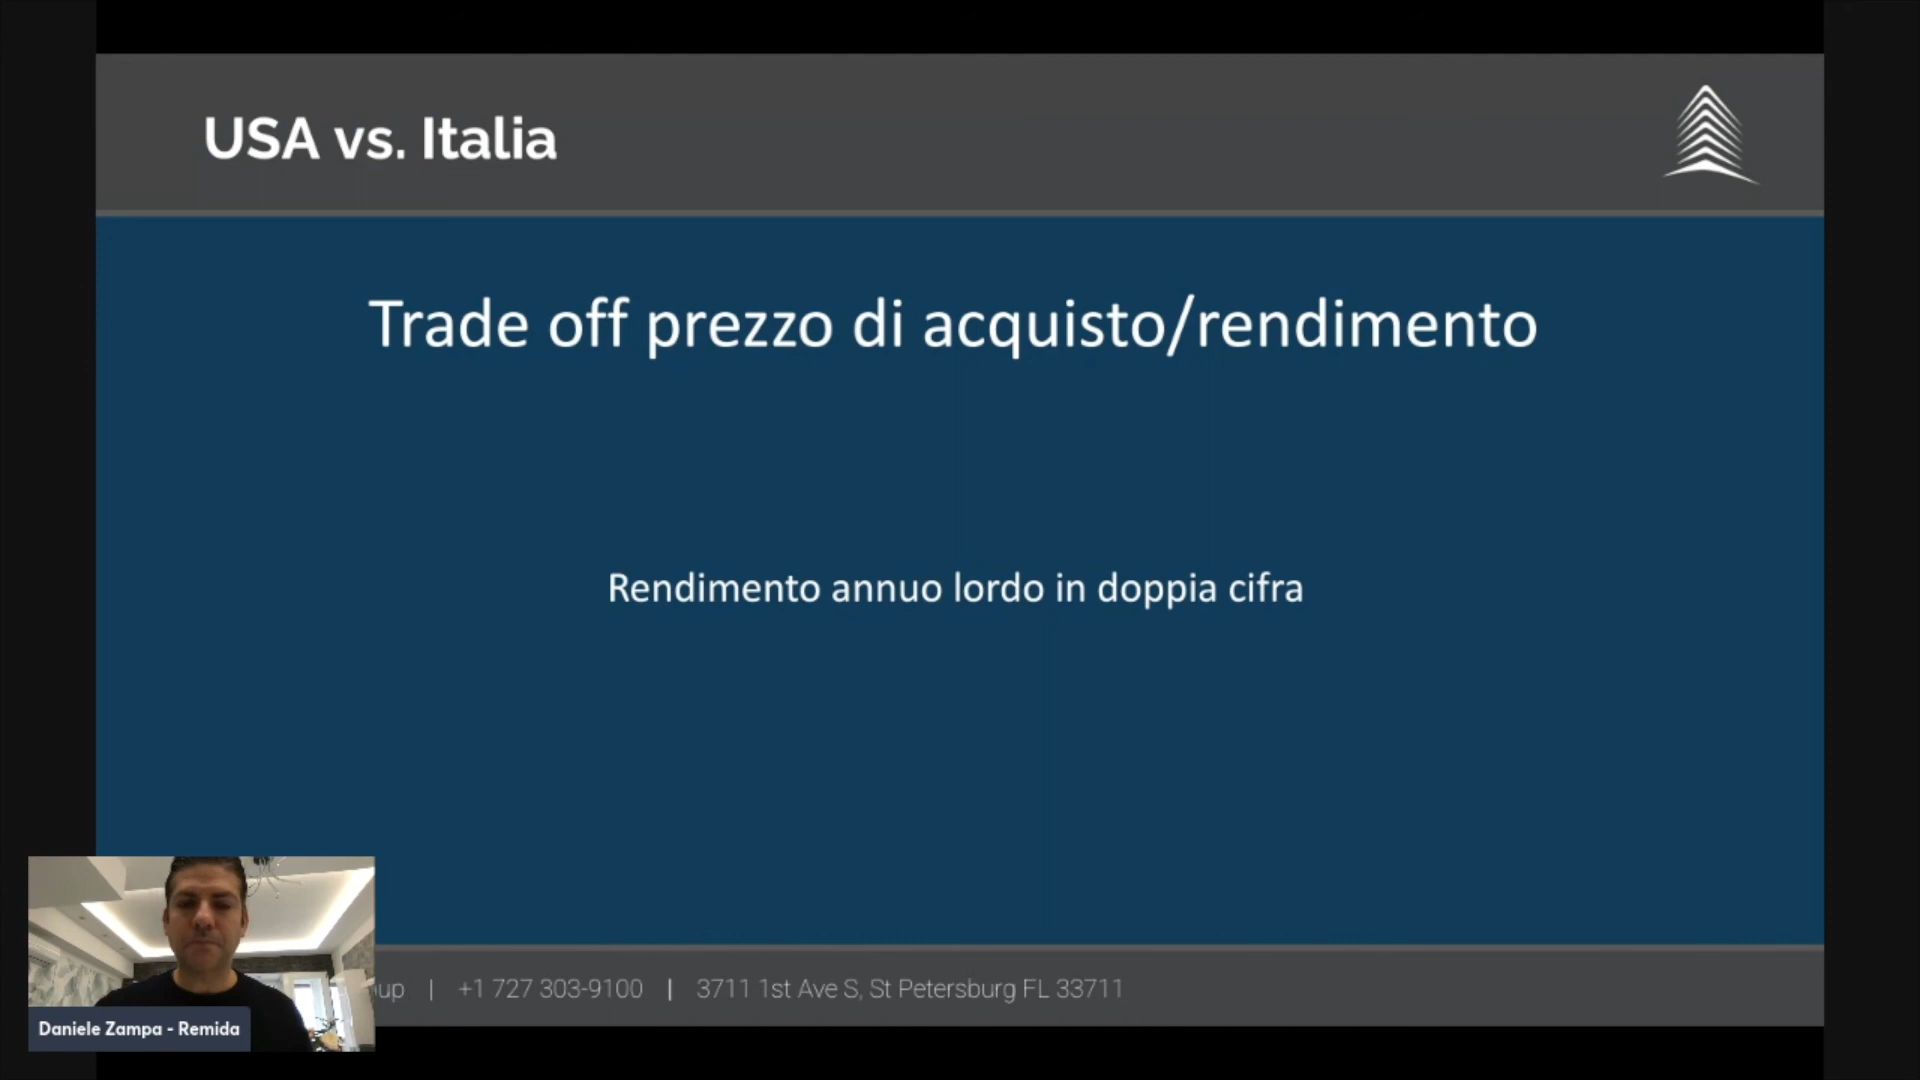 USA vs. Italia
Trade off prezzo di acquisto/rendimento
Rendimento annuo lordo in doppia cifra
| +1 727 303-9100 | 3711 1st Ave S, St Petersburg FL 33711
Daniele Zampa - Remida